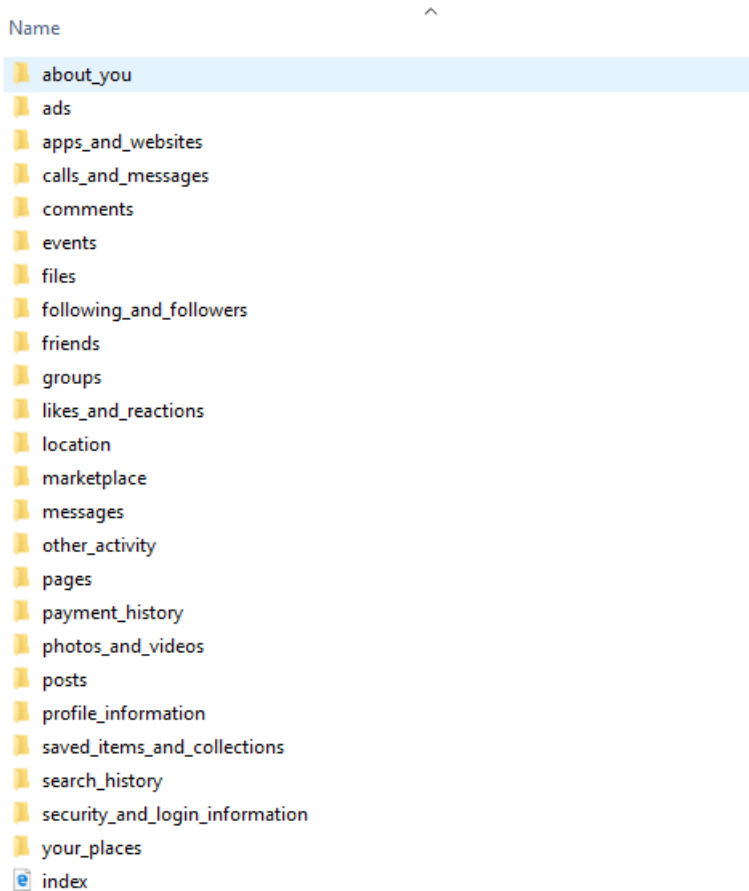 Name
about_you
ads
apps_and_websites
calls_and_messages
comments
events
files
following_and_followers
friends
groups
likes_and_reactions
location
marketplace
messages
other_activity
pages
payment_history
photos_and_videos
posts
profile_information
saved_items_and_collections
search_history
security_and_login_information
your_places
index